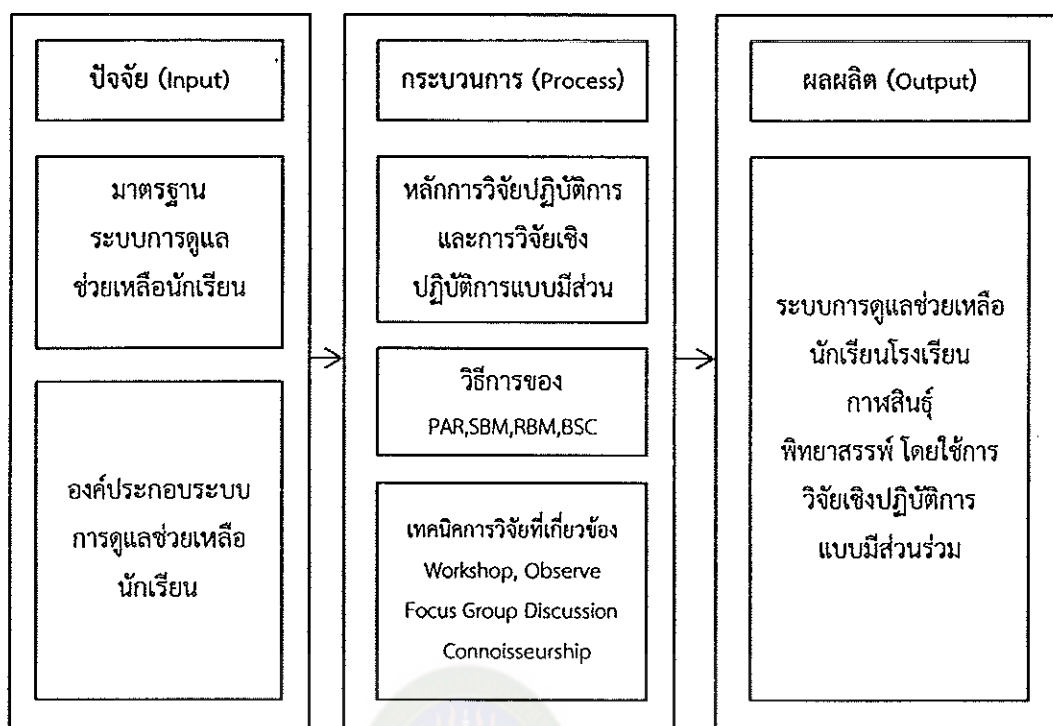 ปัจจัย (Input)
มาตรฐาน
ระบบการดูแล
ช่วยเหลือนักเรียน
องค์ประกอบระบบ
การดูแลช่วยเหลือ
นักเรียน
กระบวนการ (Process)
หลักการวิจัยปฏิบัติการ
และการวิจัยเชิง
ปฏิบัติการแบบมีส่วน
วิธีการของ
PAR,SBM,RBM,BSC
เทคนิคการวิจัยที่เกี่ยวข้อง
Workshop, Observe
Focus Group Discussion
Connoisseurship
ผลผลิต (Output)
ระบบการดูแลช่วยเหลือ
นักเรียนโรงเรียน
กาฬสินธุ์
พิทยาสรรพ์ โดยใช้การ
วิจัยเชิงปฏิบัติการ
แบบมีส่วนร่วม